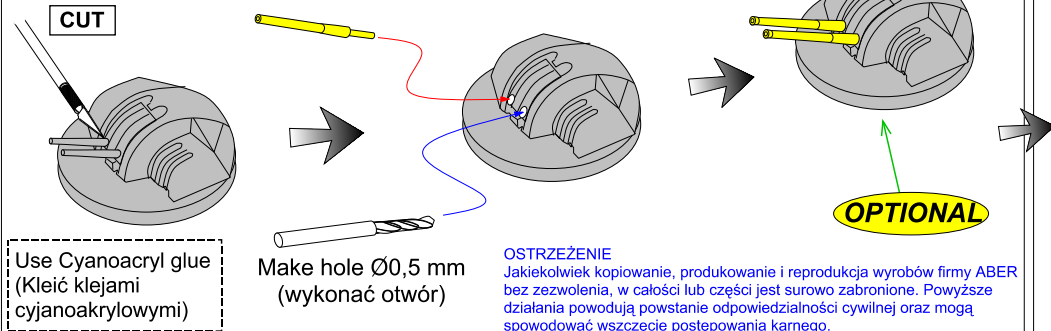 CUT
OPTIONAL
Use Cyanoacryl glue
(Kleić klejami
cyjanoakrylowymi)
Make hole Ø0,5 mm
(wykonać otwór)
OSTRZEŻENIE
Jakiekolwiek kopiowanie, produkowanie i reprodukcja wyrobów firmy ABER
bez zezwolenia, w całości lub części jest surowo zabronione. Powyższe
działania powodują powstanie odpowiedzialności cywilnej oraz mogą
spowodować wszczęcie postępowania karnego.